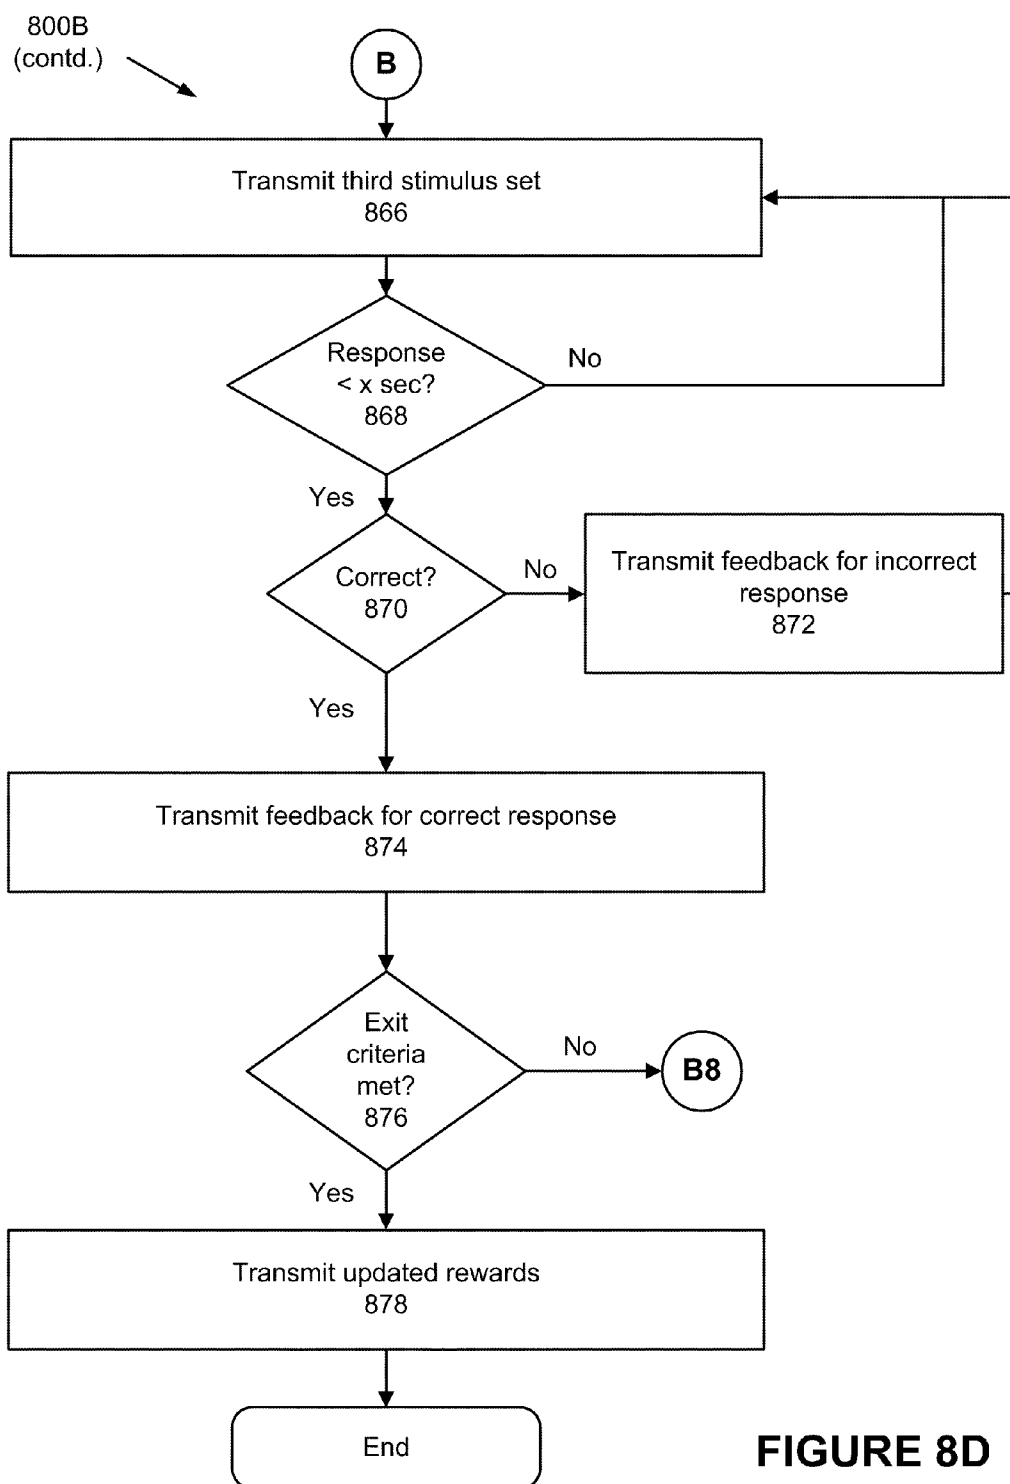 800B
(contd.)
B
Transmit third stimulus set
866
Response
< x sec?
868
No
Yes
Correct?
870
No
Transmit feedback for incorrect
response
872
Yes
Transmit feedback for correct response
874
Exit
criteria
met?
876
No
B8
Yes
Transmit updated rewards
878
End
FIGURE 8D